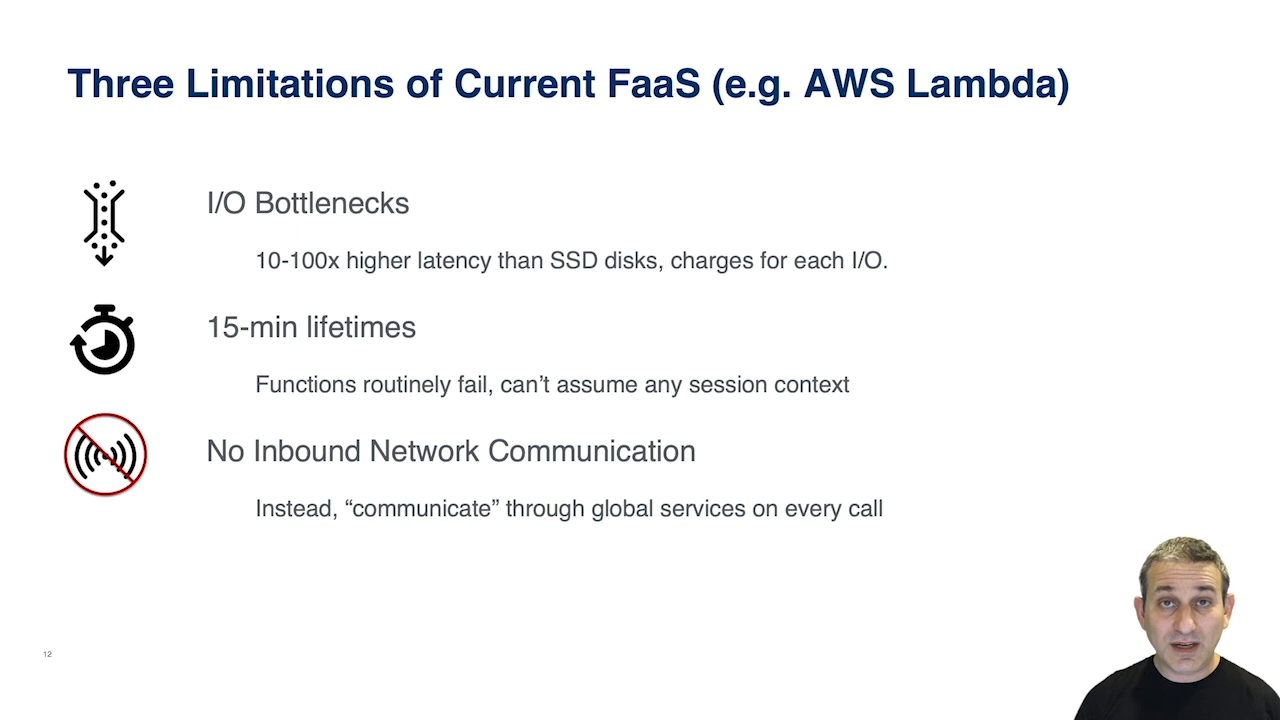 Three Limitations of Current FaaS (e.g. AWS Lambda)
I/O Bottlenecks
10-100x higher latency than SSD disks, charges for each I/O.
15-min lifetimes
Functions routinely fail, can’t assume any session context
No Inbound Network Communication
Instead, “communicate” through global services on every call
12